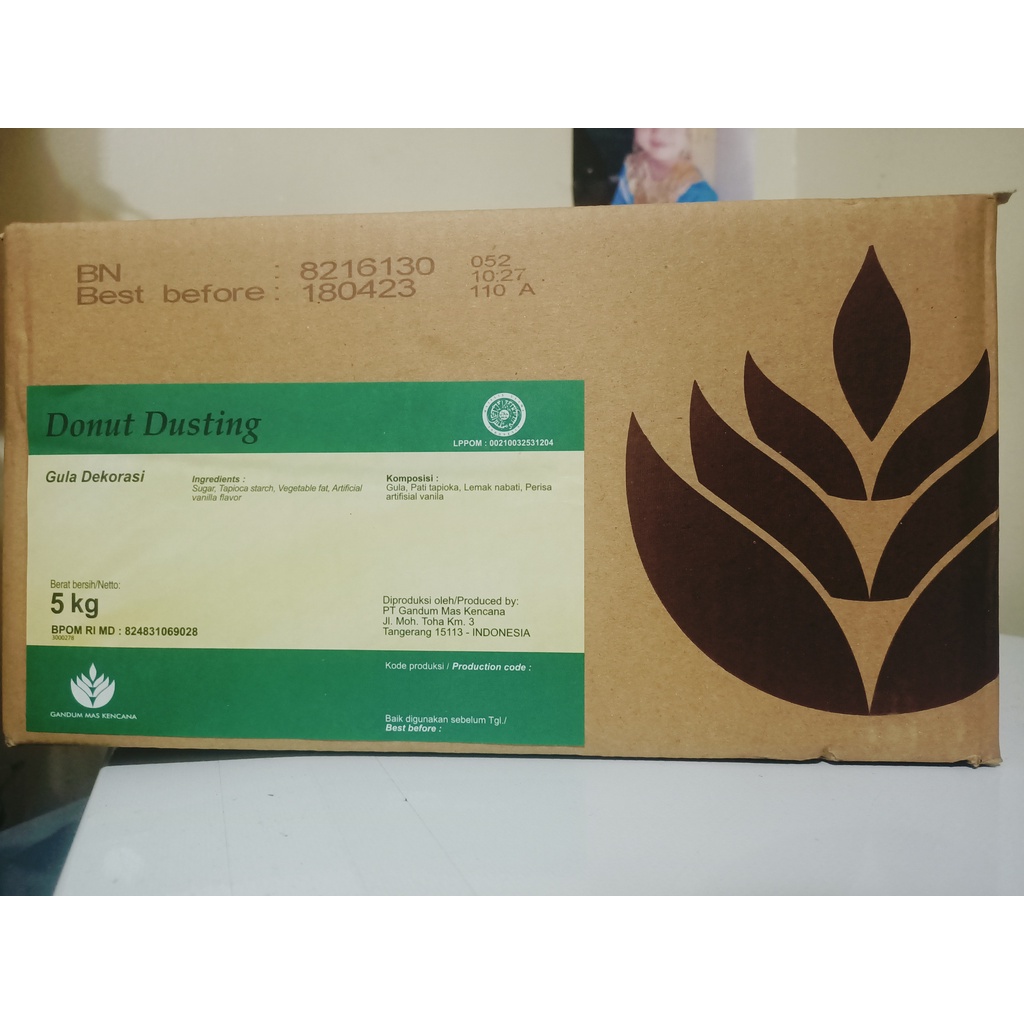 BN : 8216130 052
10:27
Best before : 180423 110 A
Donut Dusting
LPPOM : 00210032531204
Gula Dekorasi
Ingredients :
Sugar, Tapioca starch, Vegetable fat, Artificial
vanilla flavor
Komposisi :
Gula, Pati tapioka, Lemak nabati, Perisa
artifisial vanila
Berat bersih/Netto:
5 kg
BPOM RI MD : 824831069028
3000278
Diproduksi oleh/Produced by:
PT Gandum Mas Kencana
Jl. Moh. Toha Km. 3
Tangerang 15113 - INDONESIA
GANDUM MAS KENCANA
Kode produksi / Production code :
Baik digunakan sebelum Tgl./
Best before :